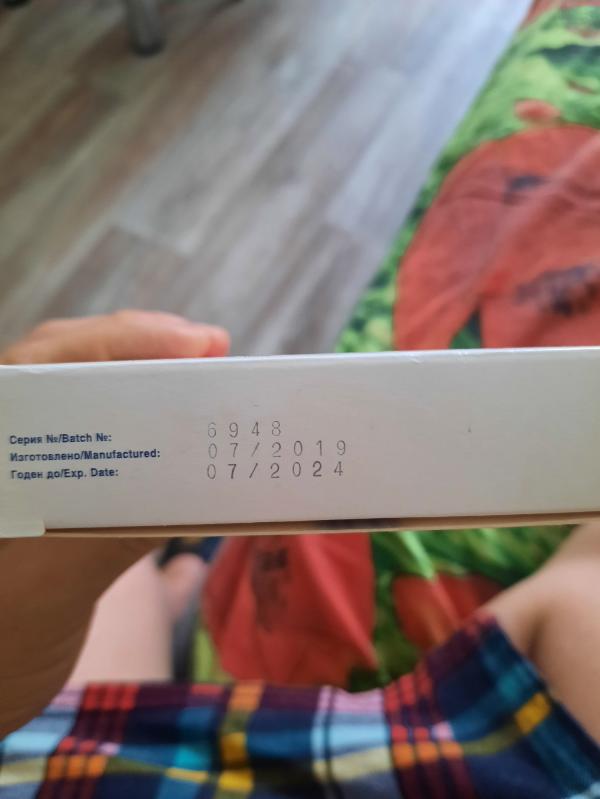 Серия №/Batch №: 6948
Изготовлено/Manufactured: 07/2019
Годен до/Exp. Date: 07/2024